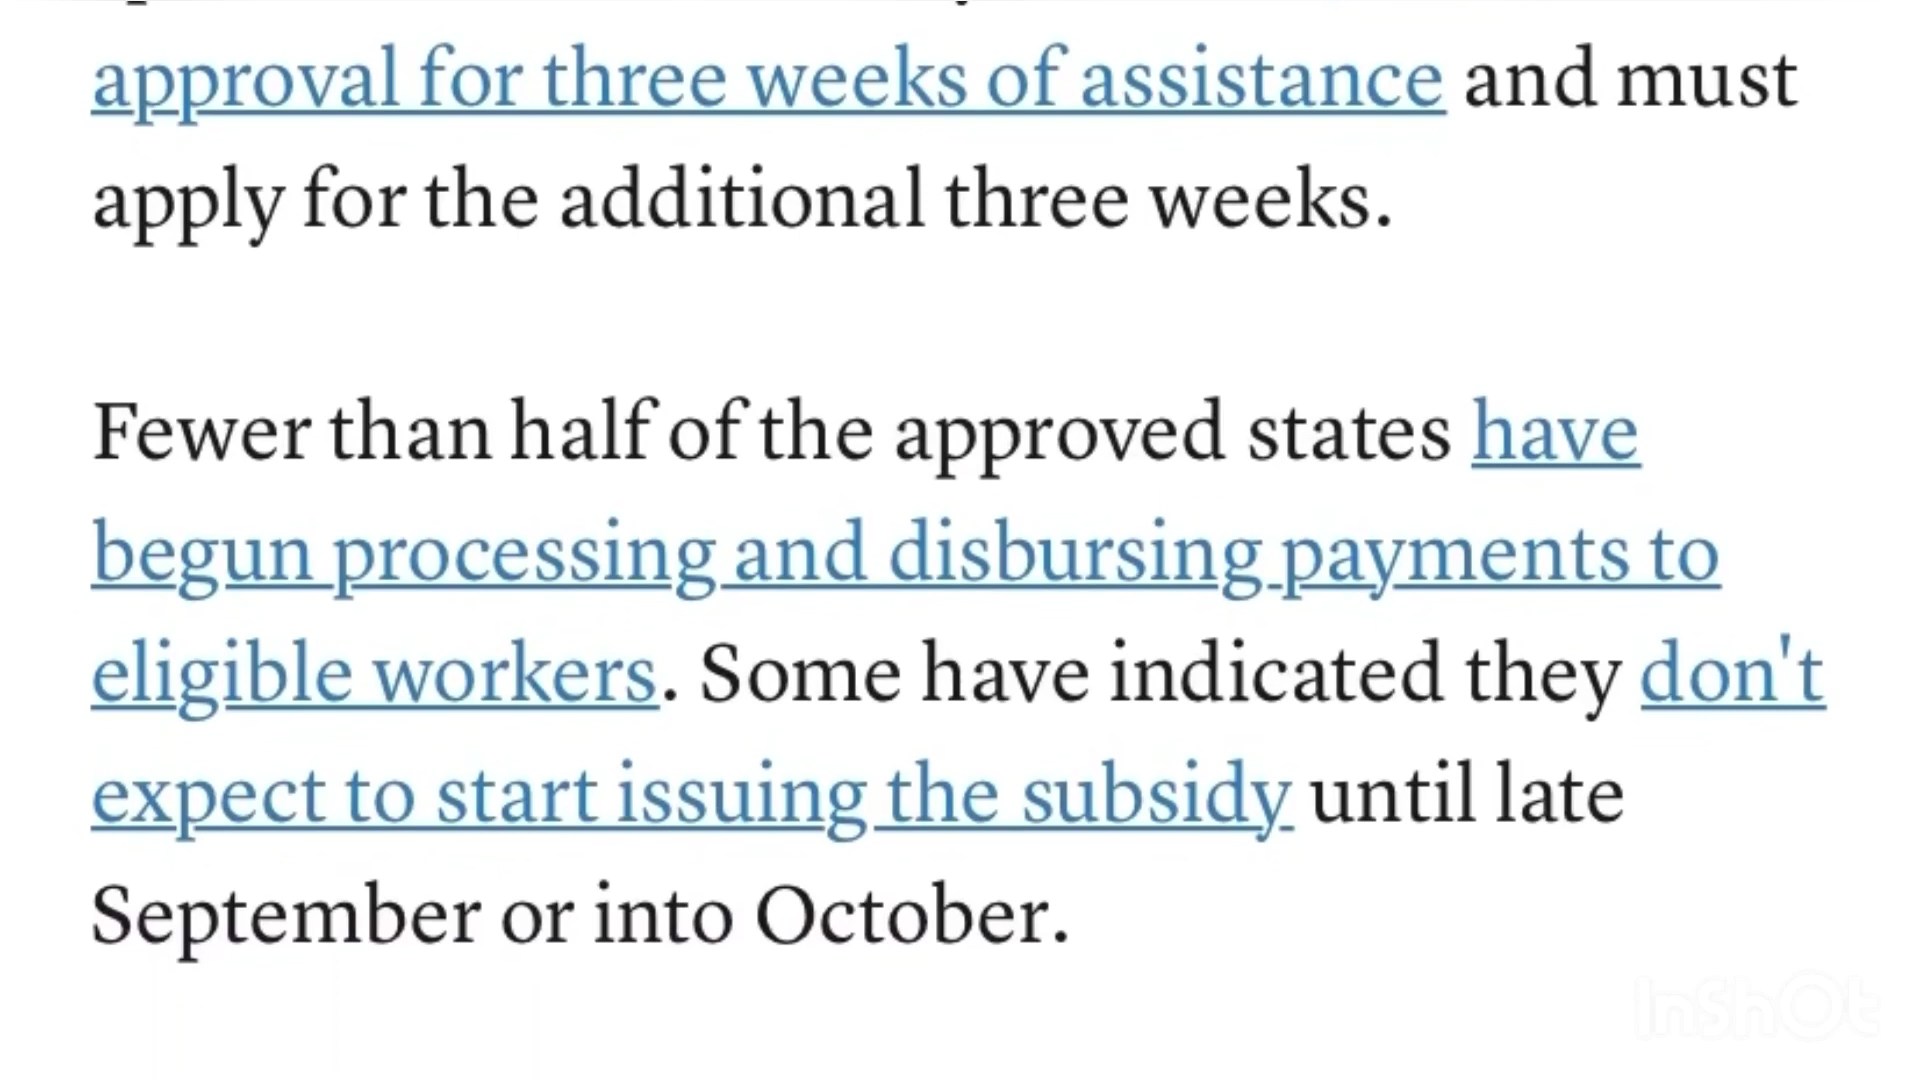 approval for three weeks of assistance and must
apply for the additional three weeks.
Fewer than half of the approved states have
begun processing and disbursing payments to
eligible workers. Some have indicated they don't
expect to start issuing the subsidy until late
September or into October.
InShOt